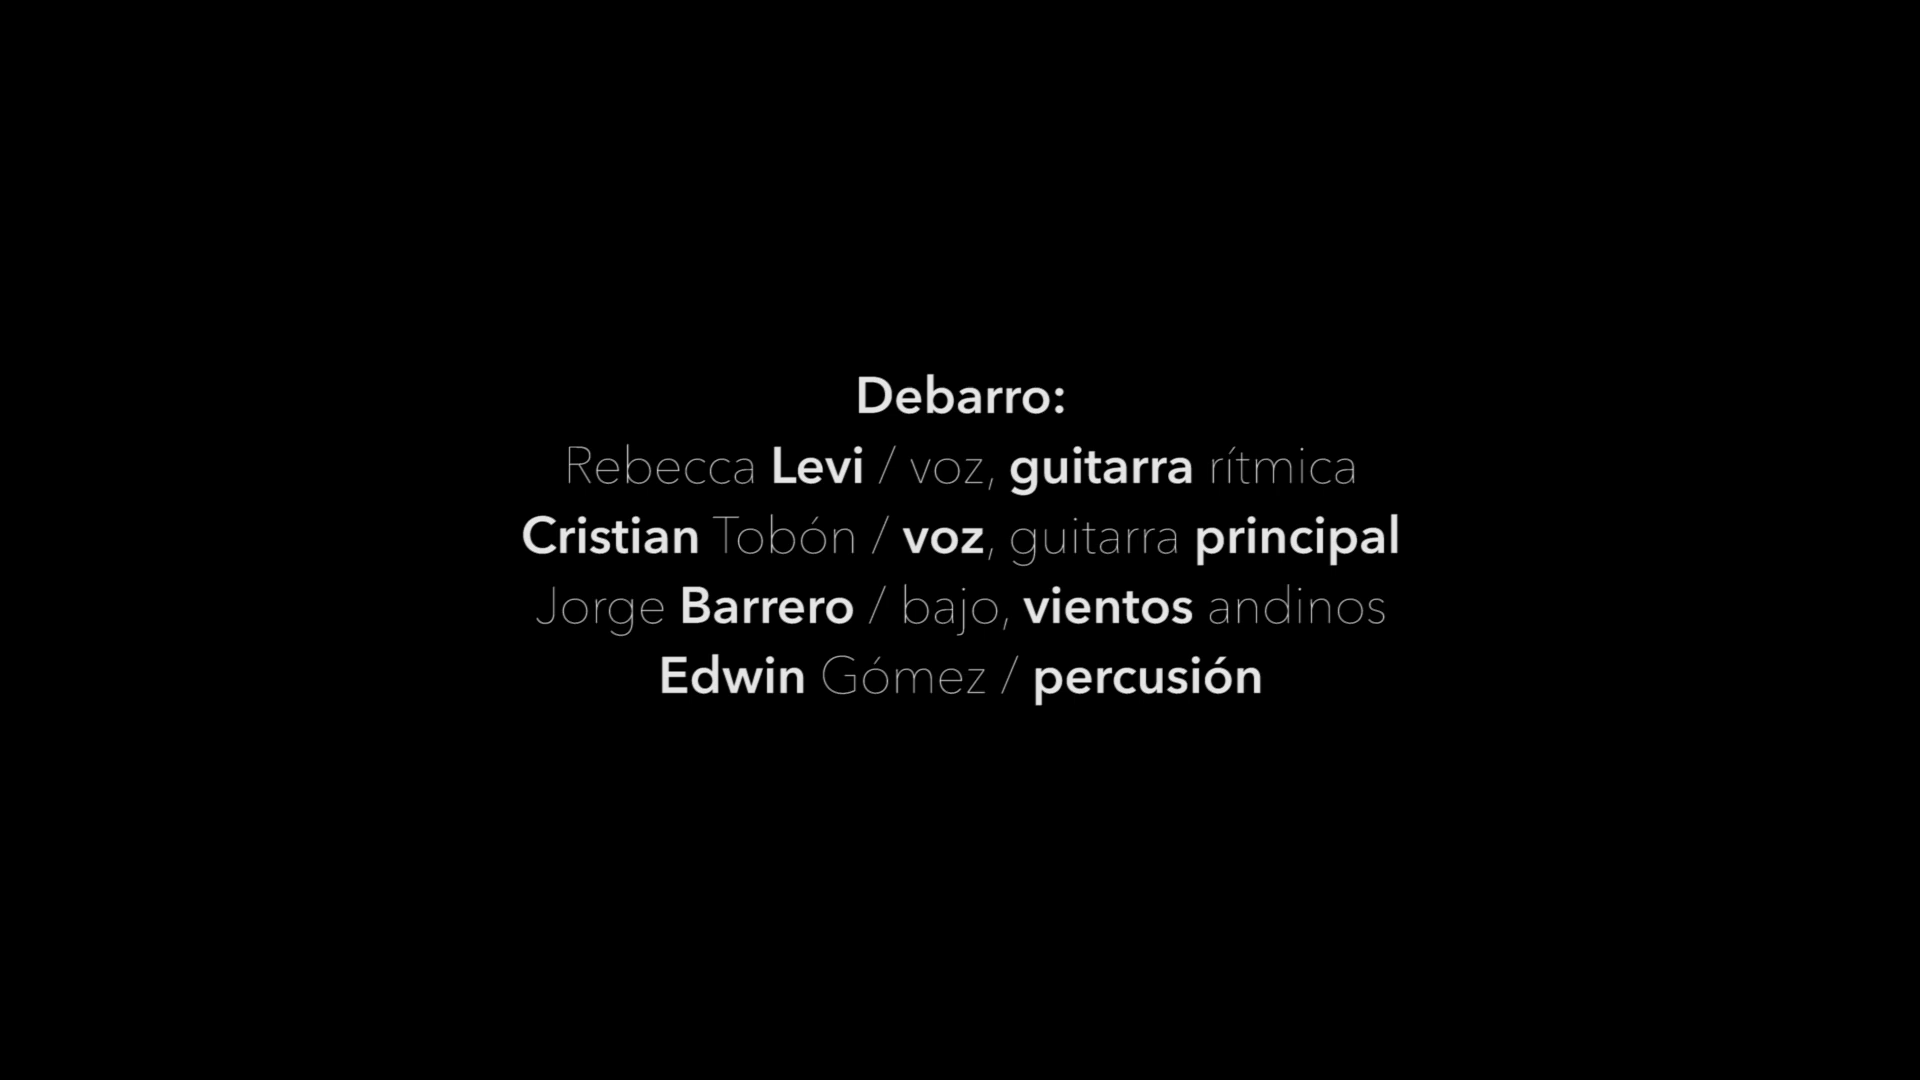 Debarro:
Rebecca Levi / voz, guitarra rítmica
Cristian Tobón / voz, guitarra principal
Jorge Barrero / bajo, vientos andinos
Edwin Gómez / percusión